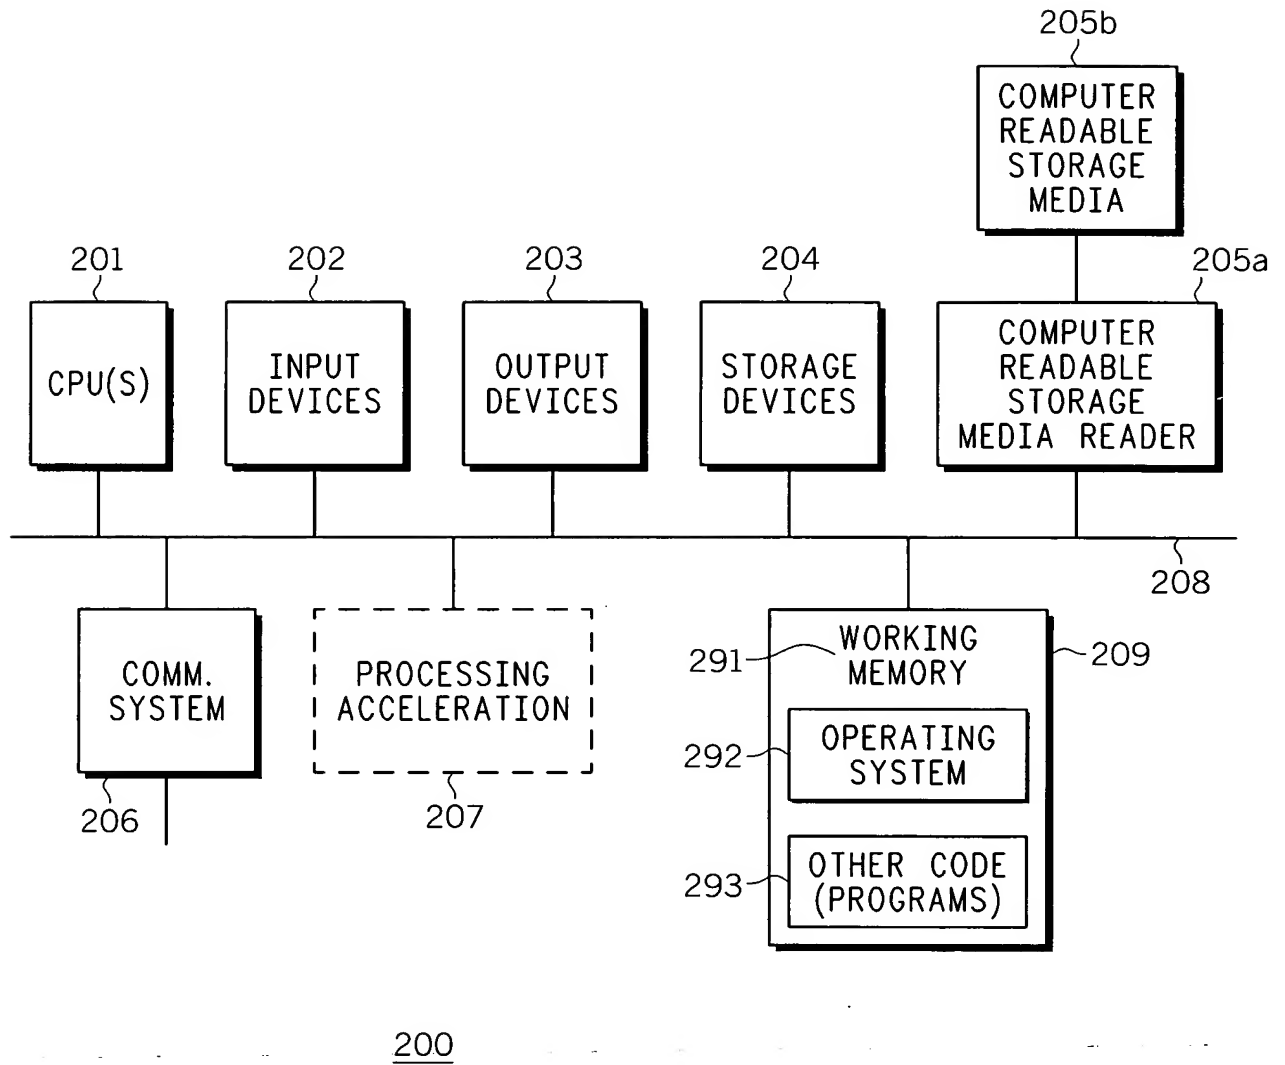 205b
COMPUTER
READABLE
STORAGE
MEDIA
201
202
203
204
205a
CPU(S)
INPUT
DEVICES
OUTPUT
DEVICES
STORAGE
DEVICES
COMPUTER
READABLE
STORAGE
MEDIA READER
208
COMM.
SYSTEM
206
PROCESSING
ACCELERATION
207
291
WORKING
MEMORY
209
292
OPERATING
SYSTEM
293
OTHER CODE
(PROGRAMS)
200